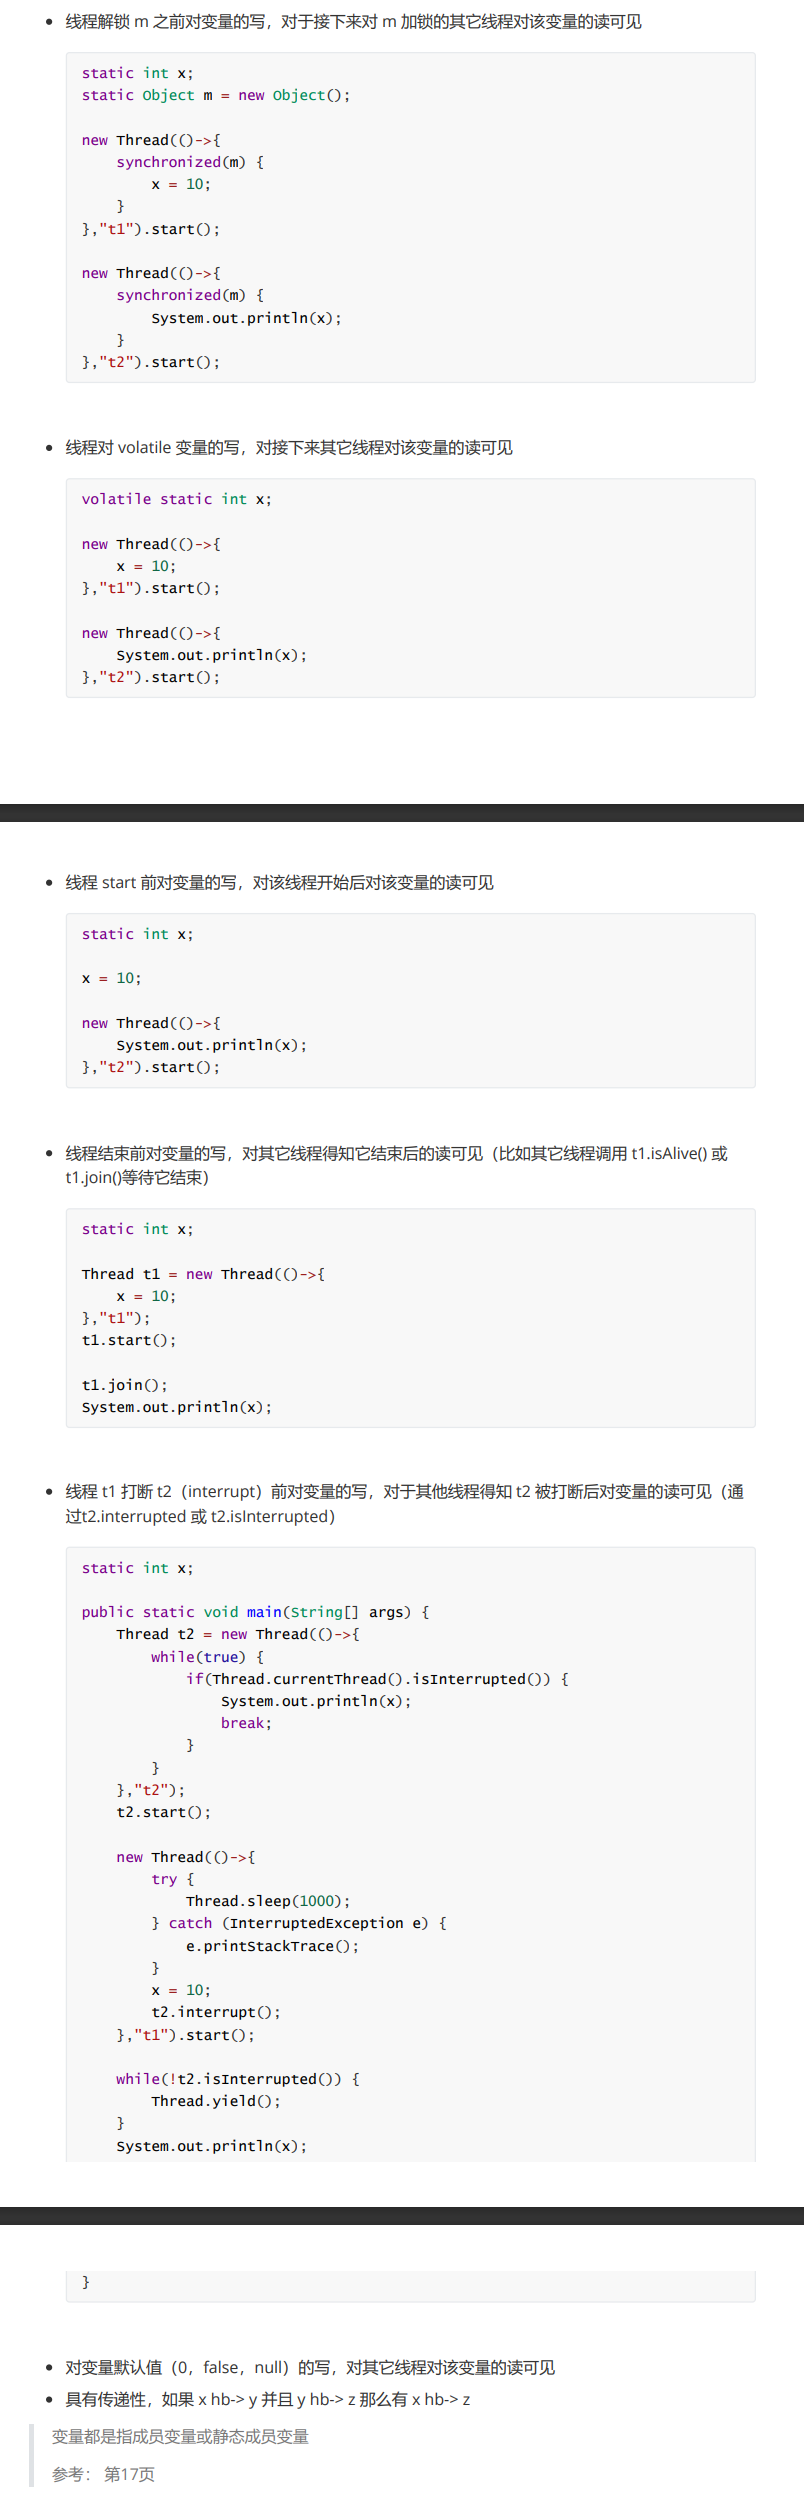 • 线程解锁 m 之前对变量的写，对于接下来对 m 加锁的其它线程对该变量的读可见
static int x;
static Object m = new Object();

new Thread(()->{
    synchronized(m) {
        x = 10;
    }
},"t1").start();

new Thread(()->{
    synchronized(m) {
        System.out.println(x);
    }
},"t2").start();
• 线程对 volatile 变量的写，对接下来其它线程对该变量的读可见
volatile static int x;

new Thread(()->{
    x = 10;
},"t1").start();

new Thread(()->{
    System.out.println(x);
},"t2").start();
• 线程 start 前对变量的写，对该线程开始后对该变量的读可见
static int x;

x = 10;

new Thread(()->{
    System.out.println(x);
},"t2").start();
• 线程结束前对变量的写，对其它线程得知它结束后的读可见（比如其它线程调用 t1.isAlive() 或
t1.join()等待它结束）
static int x;

Thread t1 = new Thread(()->{
    x = 10;
},"t1");
t1.start();

t1.join();
System.out.println(x);
• 线程 t1 打断 t2（interrupt）前对变量的写，对于其他线程得知 t2 被打断后对变量的读可见（通
过t2.interrupted 或 t2.isInterrupted）
static int x;

public static void main(String[] args) {
    Thread t2 = new Thread(()->{
        while(true) {
            if(Thread.currentThread().isInterrupted()) {
                System.out.println(x);
                break;
            }
        }
    },"t2");
    t2.start();

    new Thread(()->{
        try {
            Thread.sleep(1000);
        } catch (InterruptedException e) {
            e.printStackTrace();
        }
        x = 10;
        t2.interrupt();
    },"t1").start();

    while(!t2.isInterrupted()) {
        Thread.yield();
    }
    System.out.println(x);
}
• 对变量默认值（0，false，null）的写，对其它线程对该变量的读可见
• 具有传递性，如果 x hb-> y 并且 y hb-> z 那么有 x hb-> z
变量都是指成员变量或静态成员变量
参考： 第17页